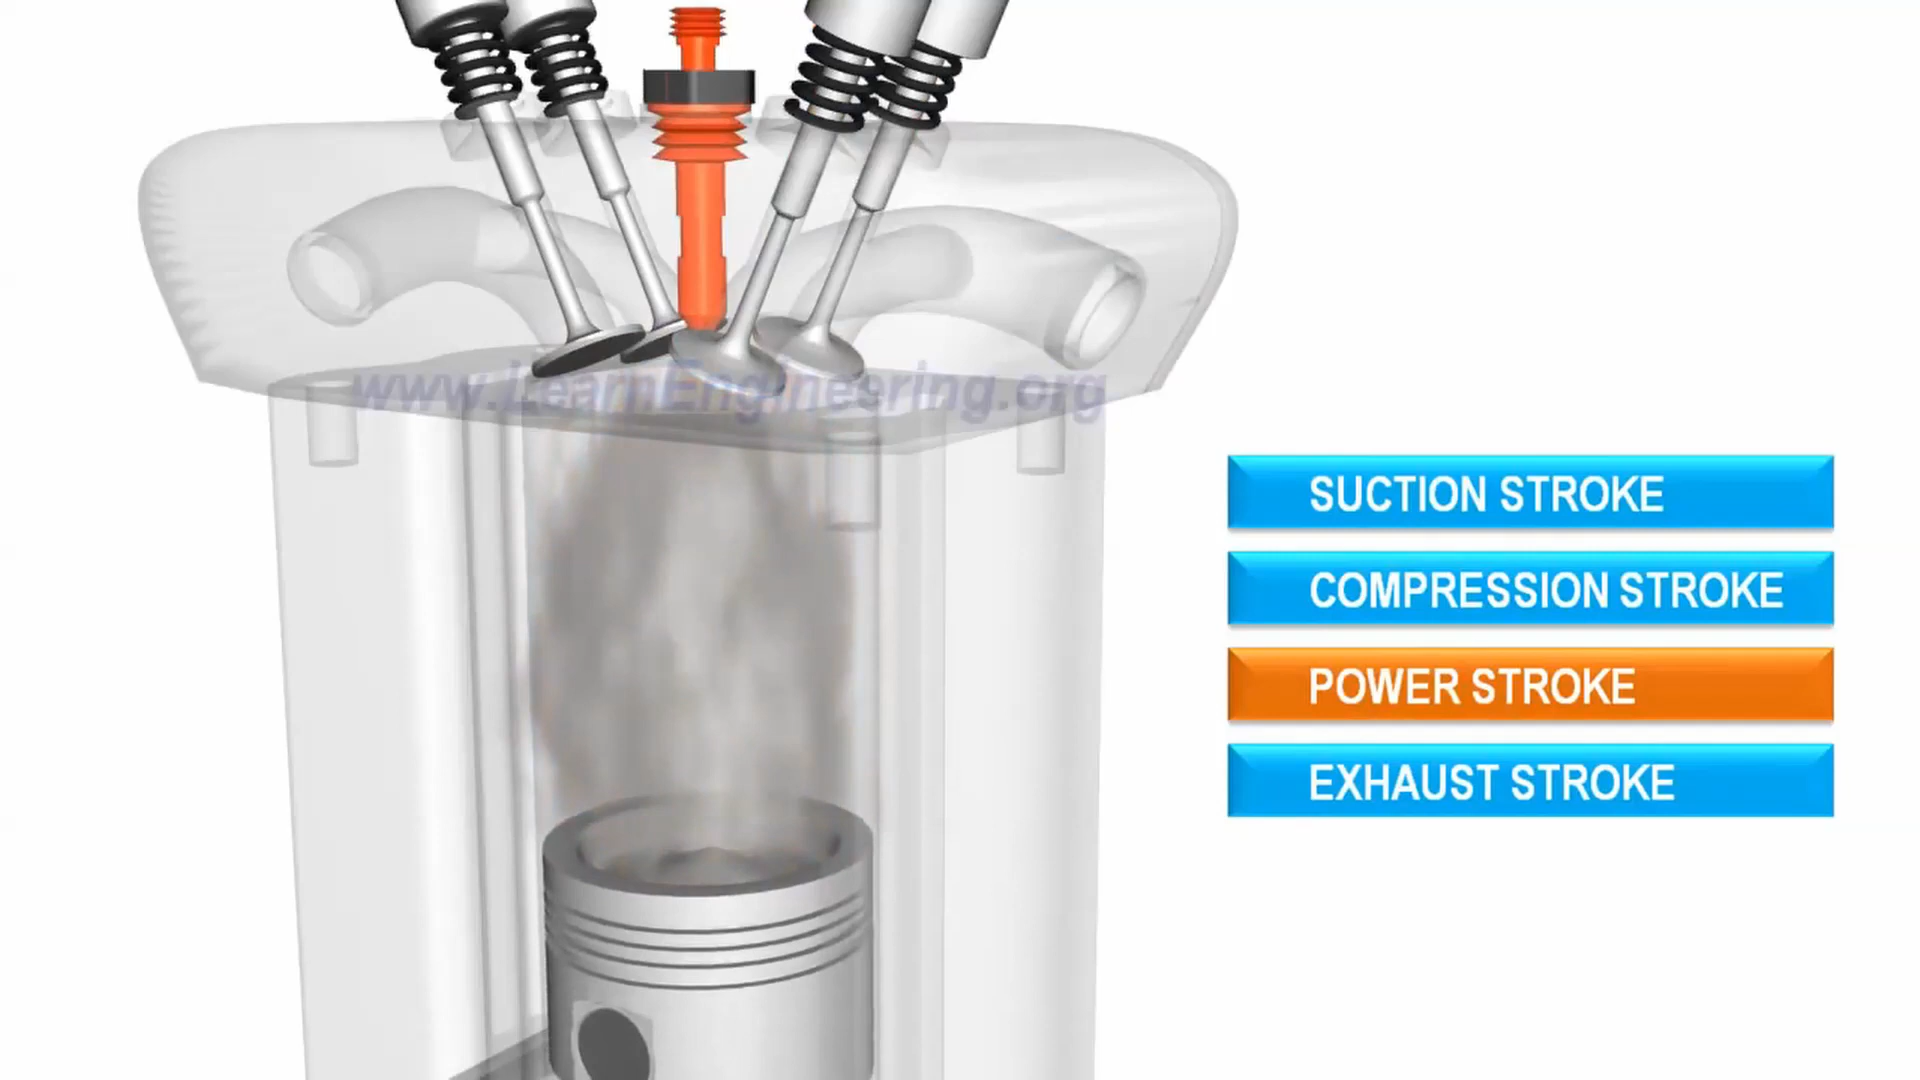 www.LearnEngineering.org
SUCTION STROKE
COMPRESSION STROKE
POWER STROKE
EXHAUST STROKE